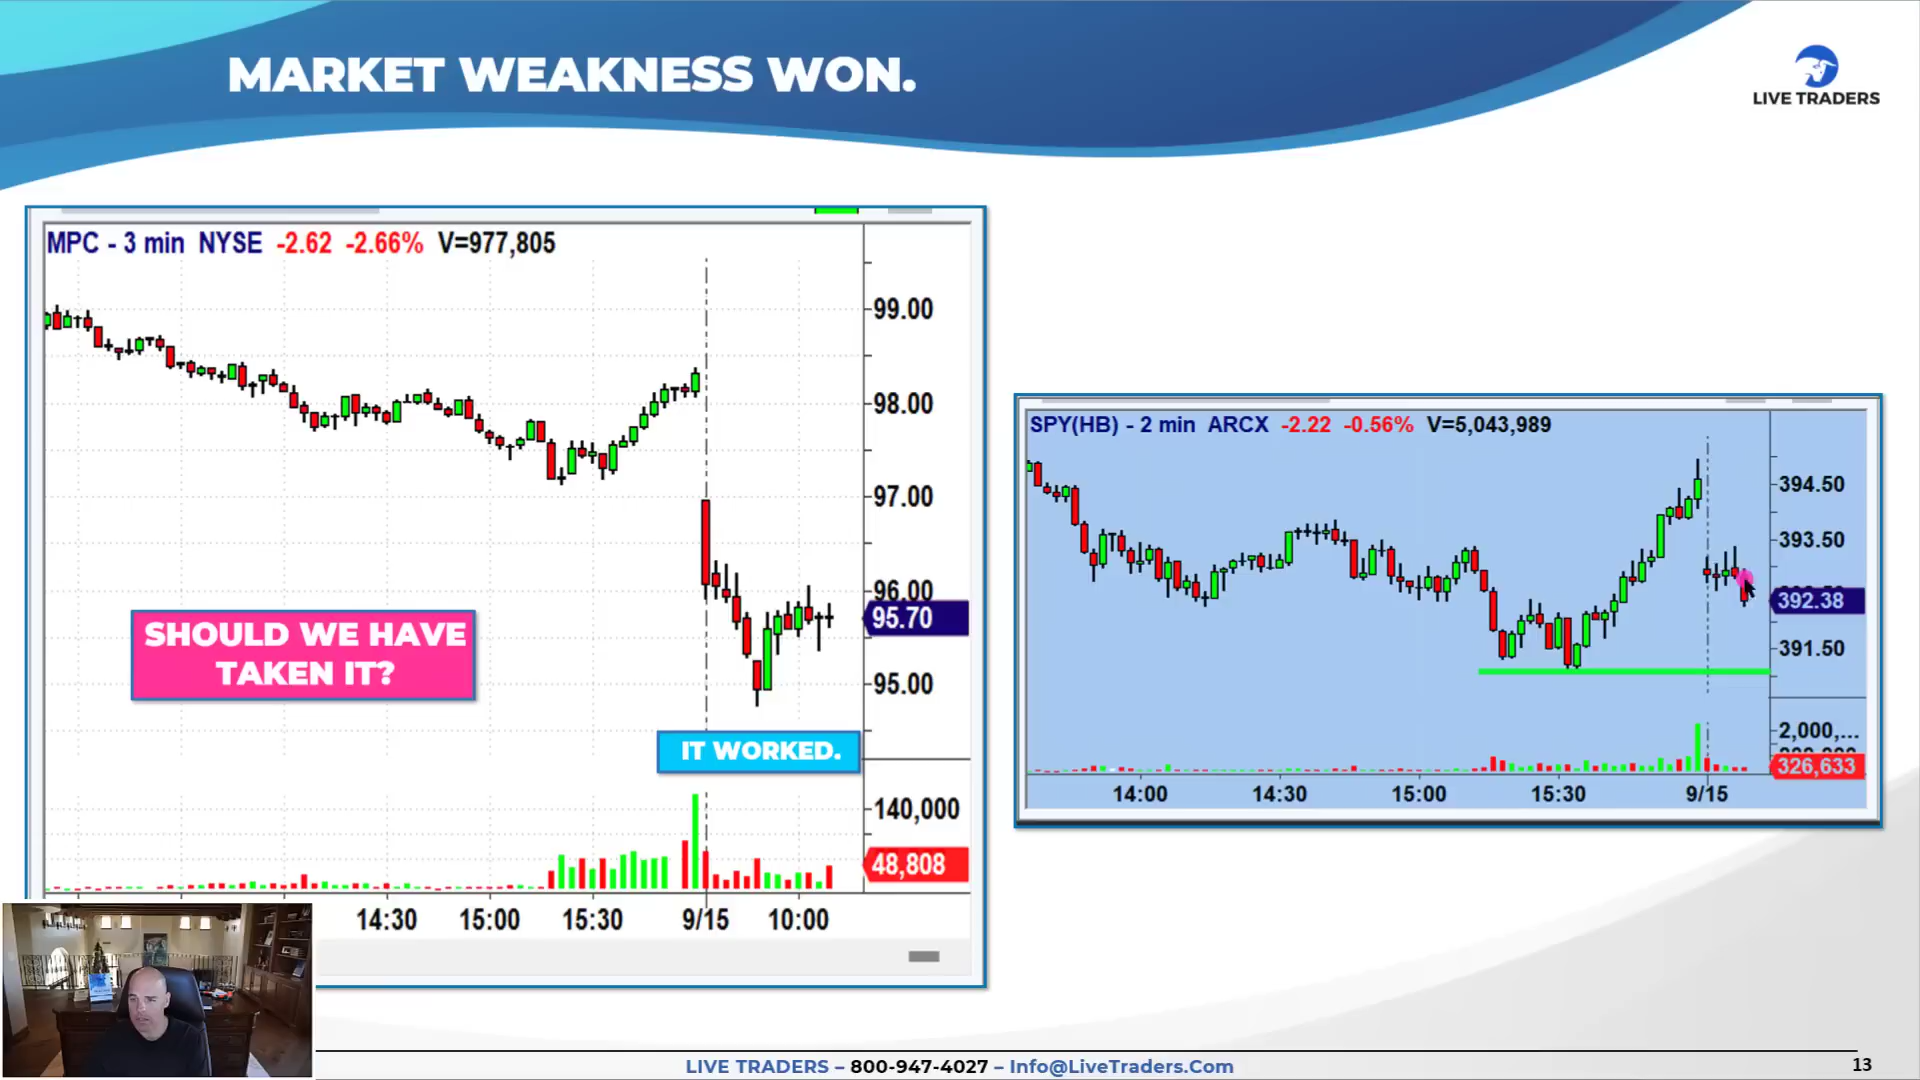 MARKET WEAKNESS WON.
LIVE TRADERS
MPC - 3 min NYSE -2.62 -2.66% V=977,805
99.00
98.00
97.00
96.00
95.70
95.00
SHOULD WE HAVE
TAKEN IT?
IT WORKED.
140,000
48,808
14:30 15:00 15:30 9/15 10:00
SPY(HB) - 2 min ARCX -2.22 -0.56% V=5,043,989
394.50
393.50
392.38
391.50
2,000,...
326,633
14:00 14:30 15:00 15:30 9/15
LIVE TRADERS – 800-947-4027 – Info@LiveTraders.Com
13